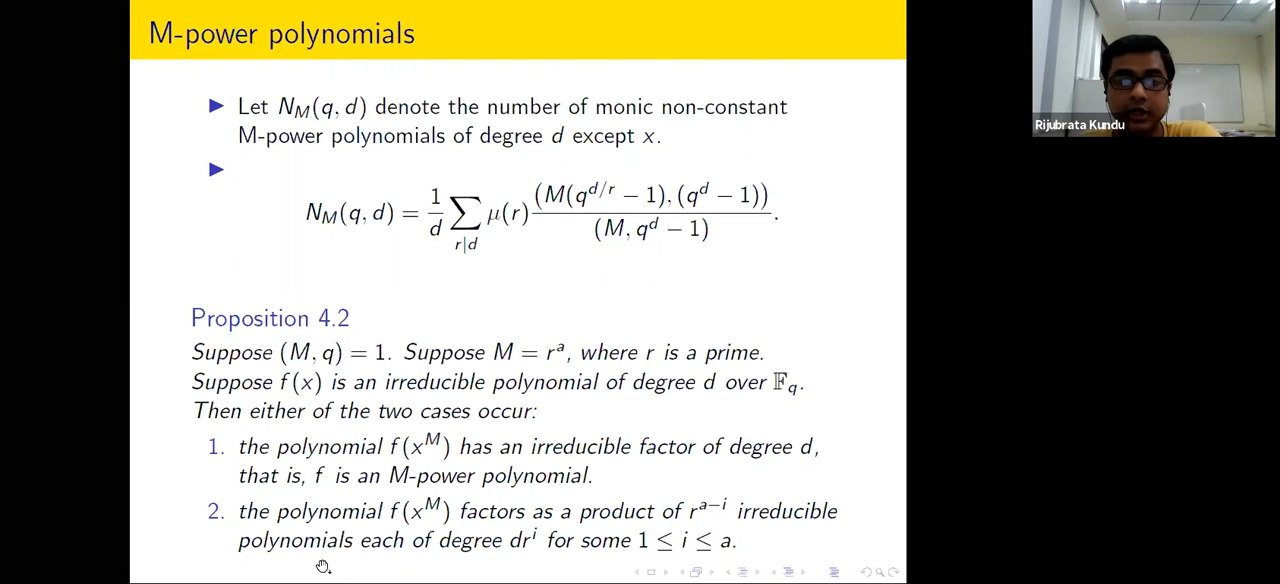 M-power polynomials
▶ Let N_M(q, d) denote the number of monic non-constant
M-power polynomials of degree d except x.
▶
N_M(q, d) = \frac{1}{d} \sum_{r|d} μ(r) \frac{(M(q^{d/r} − 1), (q^d − 1))}{(M, q^d − 1)}.
Proposition 4.2
Suppose (M, q) = 1. Suppose M = r^a, where r is a prime.
Suppose f(x) is an irreducible polynomial of degree d over 𝔽_q.
Then either of the two cases occur:
1. the polynomial f(x^M) has an irreducible factor of degree d,
that is, f is an M-power polynomial.
2. the polynomial f(x^M) factors as a product of r^{a−i} irreducible
polynomials each of degree dr^i for some 1 ≤ i ≤ a.
Rijubrata Kundu